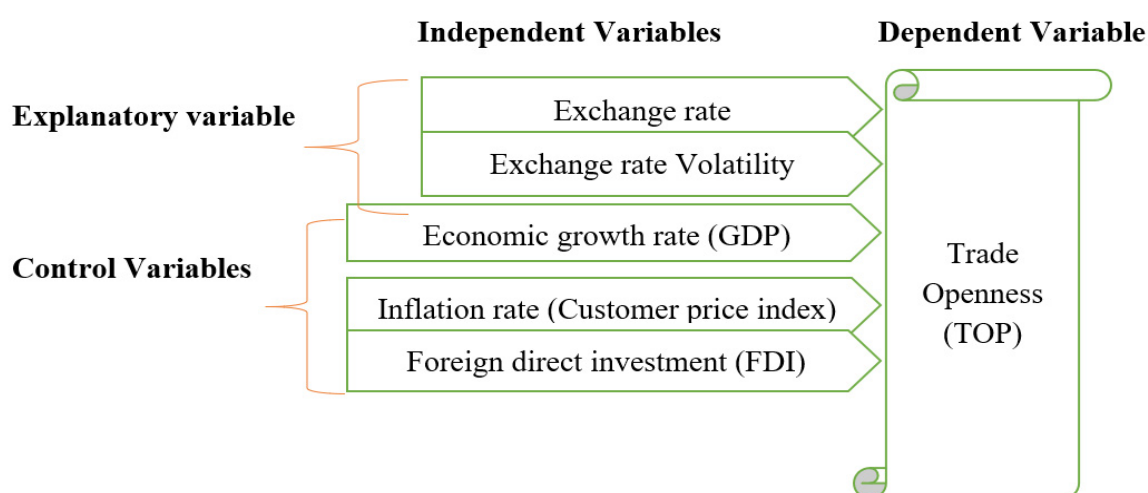 Independent Variables
Dependent Variable
Explanatory variable
Exchange rate
Exchange rate Volatility
Control Variables
Economic growth rate (GDP)
Inflation rate (Customer price index)
Foreign direct investment (FDI)
Trade
Openness
(TOP)